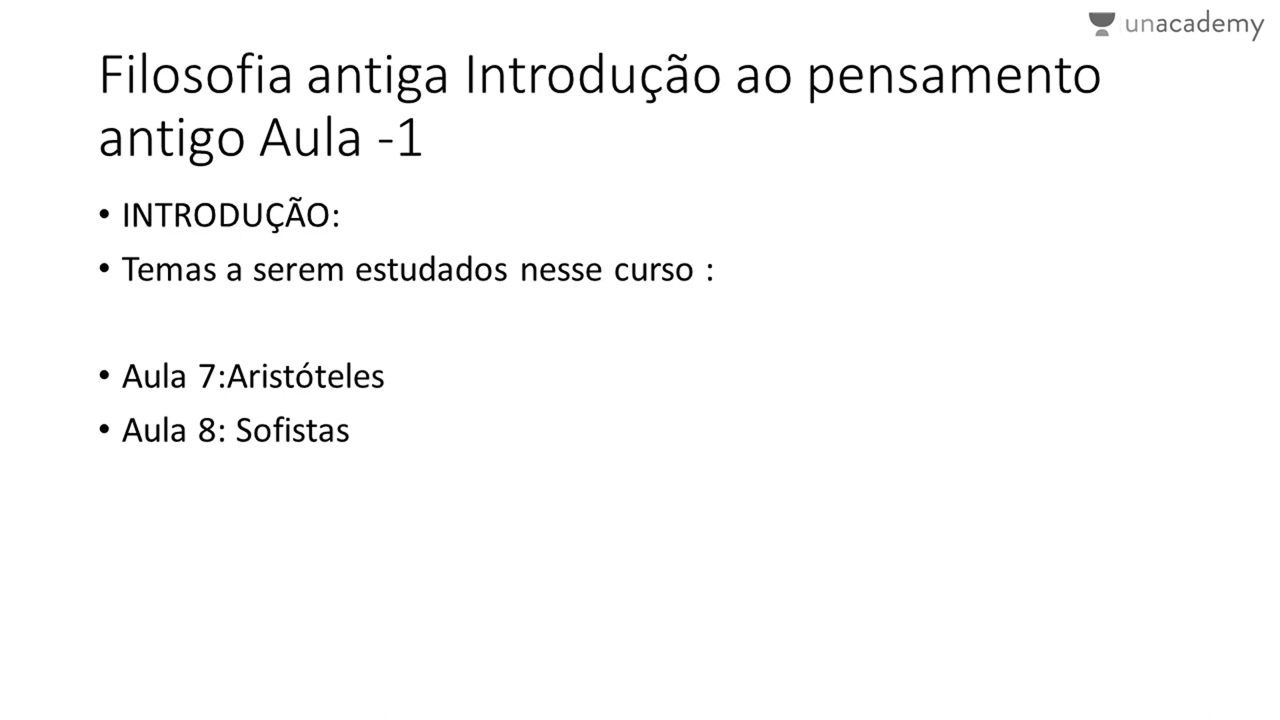 unacademy
Filosofia antiga Introdução ao pensamento
antigo Aula -1
• INTRODUÇÃO:
• Temas a serem estudados nesse curso :
• Aula 7:Aristóteles
• Aula 8: Sofistas